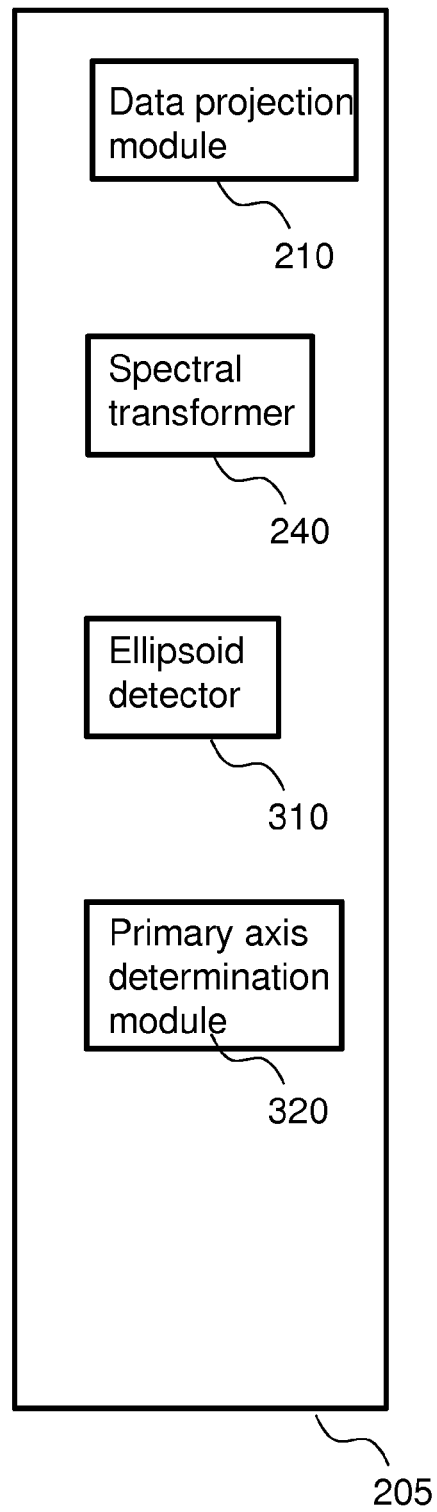 Data projection
module
210
Spectral
transformer
240
Ellipsoid
detector
310
Primary axis
determination
module
320
205